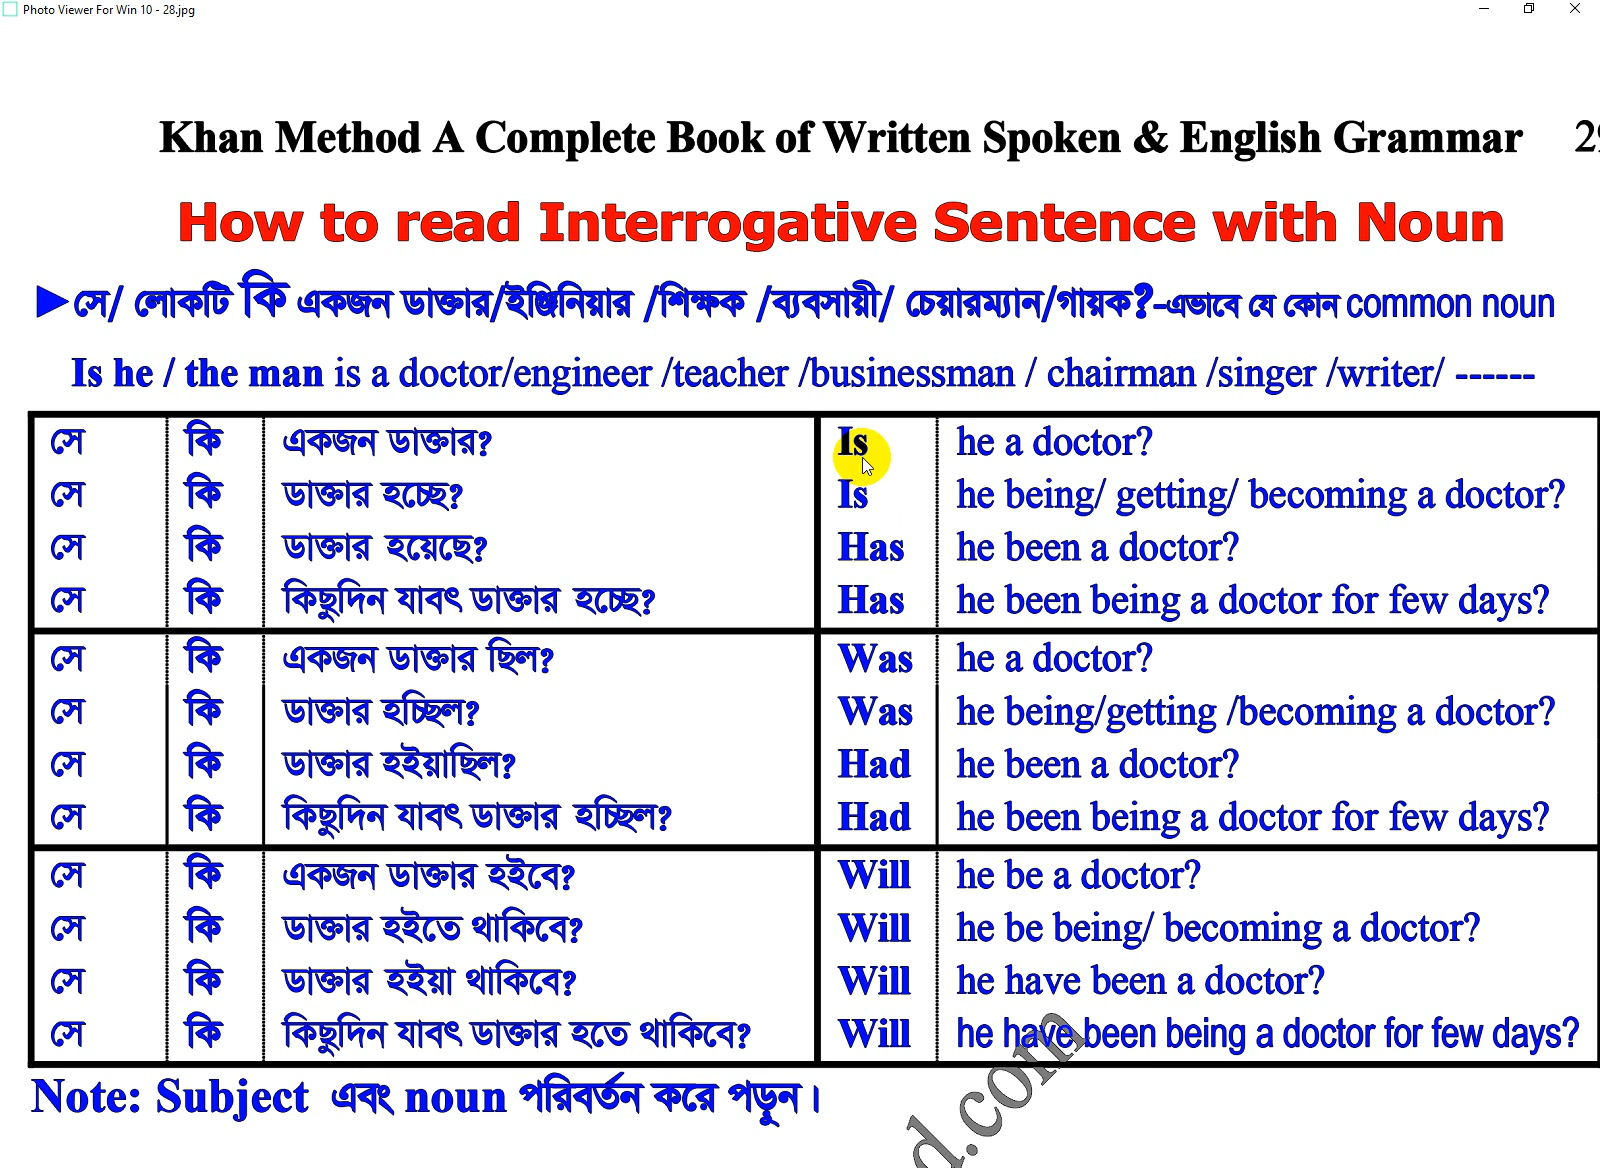 Photo Viewer For Win 10 - 28.jpg
Khan Method A Complete Book of Written Spoken & English Grammar
How to read Interrogative Sentence with Noun
►সে/ লোকটি কি একজন ডাক্তার/ইঞ্জিনিয়ার /শিক্ষক /ব্যবসায়ী/ চেয়ারম্যান/গায়ক?-এভাবে যে কোন common noun
Is he / the man is a doctor/engineer /teacher /businessman / chairman /singer /writer/ ------
সে কি একজন ডাক্তার? Is he a doctor?
সে কি ডাক্তার হচ্ছে? Is he being/ getting/ becoming a doctor?
সে কি ডাক্তার হয়েছে? Has he been a doctor?
সে কি কিছুদিন যাবৎ ডাক্তার হচ্ছে? Has he been being a doctor for few days?
সে কি একজন ডাক্তার ছিল? Was he a doctor?
সে কি ডাক্তার হচ্ছিল? Was he being/getting /becoming a doctor?
সে কি ডাক্তার হইয়াছিল? Had he been a doctor?
সে কি কিছুদিন যাবৎ ডাক্তার হচ্ছিল? Had he been being a doctor for few days?
সে কি একজন ডাক্তার হইবে? Will he be a doctor?
সে কি ডাক্তার হইতে থাকিবে? Will he be being/ becoming a doctor?
সে কি ডাক্তার হইয়া থাকিবে? Will he have been a doctor?
সে কি কিছুদিন যাবৎ ডাক্তার হতে থাকিবে? Will he have been being a doctor for few days?
Note: Subject এবং noun পরিবর্তন করে পড়ুন।
d.com